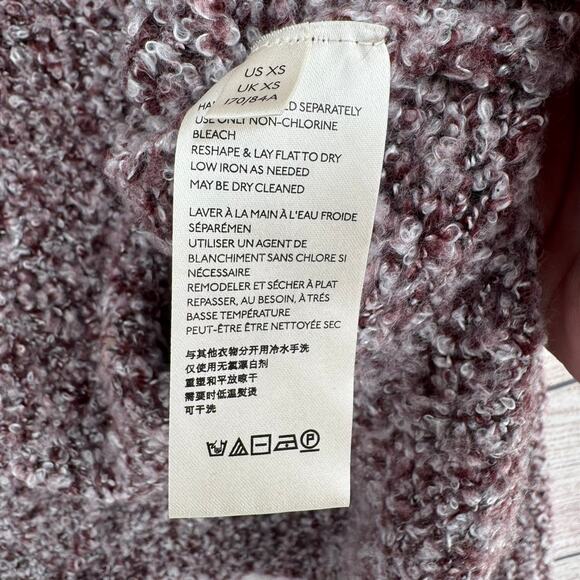 US XS
UK XS
170/84A
SEPARATELY
USE ONLY NON-CHLORINE
BLEACH
RESHAPE & LAY FLAT TO DRY
LOW IRON AS NEEDED
MAY BE DRY CLEANED
LAVER À LA MAIN À L'EAU FROIDE
SÉPARÉMEN
UTILISER UN AGENT DE
BLANCHIMENT SANS CHLORE SI
NÉCESSAIRE
REMODELER ET SÉCHER À PLAT
REPASSER, AU BESOIN, À TRÉS
BASSE TEMPÉRATURE
PEUT-ÊTRE ÊTRE NETTOYÉE SEC
与其他衣物分开用冷水手洗
仅使用无氯漂白剂
重塑和平放晾干
需要时低温熨烫
可干洗
P